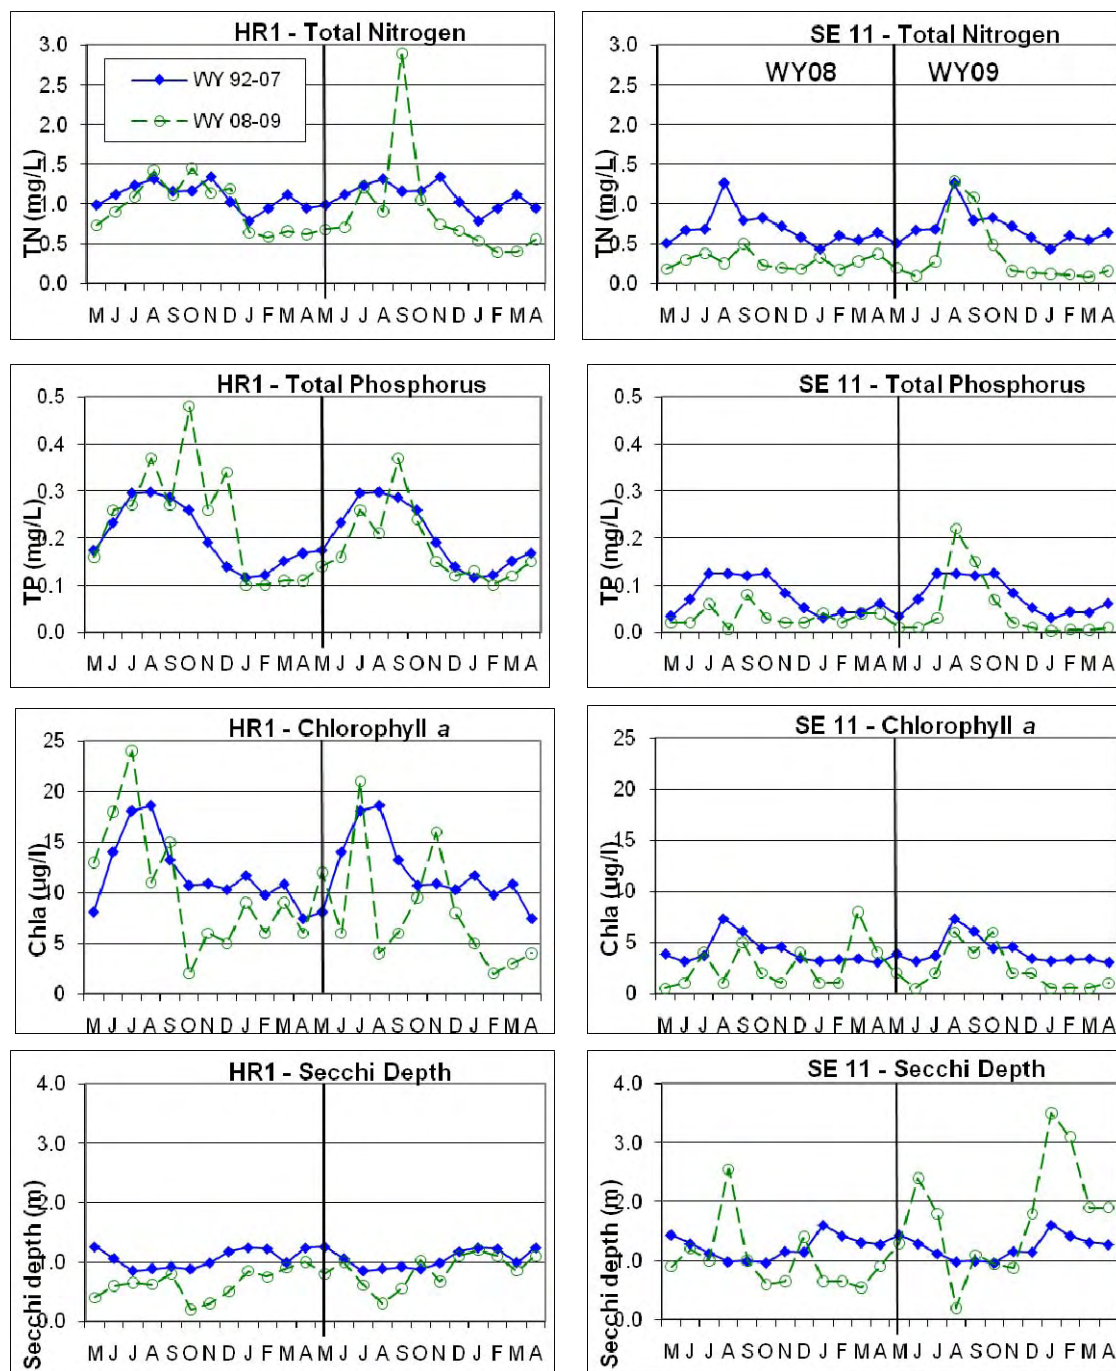 HR1 - Total Nitrogen
3.0
2.5
2.0
1.5
1.0
0.5
0.0
TN (mg/L)
WY 92-07
WY 08-09
M J J A S O N D J F M A M J J A S O N D J F M A
SE 11 - Total Nitrogen
WY08 WY09
3.0
2.5
2.0
1.5
1.0
0.5
0.0
TN (mg/L)
M J J A S O N D J F M A M J J A S O N D J F M A
HR1 - Total Phosphorus
0.5
0.4
0.3
0.2
0.1
0.0
TP (mg/L)
M J J A S O N D J F M A M J J A S O N D J F M A
SE 11 - Total Phosphorus
0.5
0.4
0.3
0.2
0.1
0.0
TP (mg/L)
M J J A S O N D J F M A M J J A S O N D J F M A
HR1 - Chlorophyll a
25
20
15
10
5
0
Chla (µg/l)
M J J A S O N D J F M A M J J A S O N D J F M A
SE 11 - Chlorophyll a
25
20
15
10
5
0
Chla (µg/l)
M J J A S O N D J F M A M J J A S O N D J F M A
HR1 - Secchi Depth
4.0
3.0
2.0
1.0
0.0
Secchi depth (m)
M J J A S O N D J F M A M J J A S O N D J F M A
SE 11 - Secchi Depth
4.0
3.0
2.0
1.0
0.0
Secchi depth (m)
M J J A S O N D J F M A M J J A S O N D J F M A